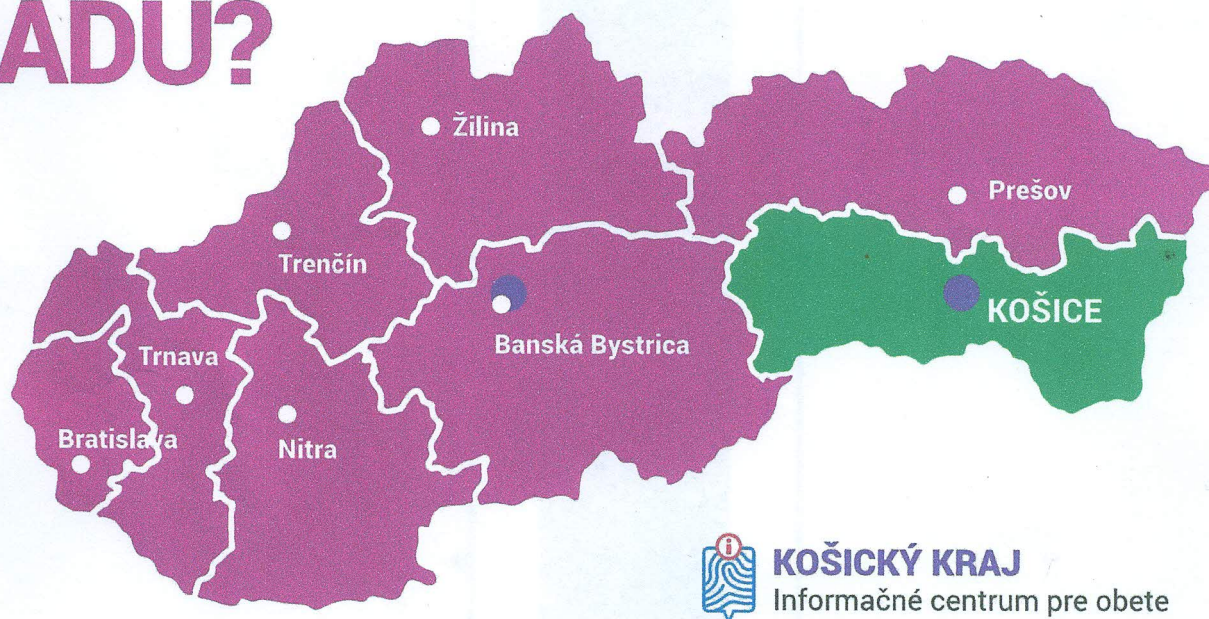 ADU?
Žilina
Prešov
Trenčín
KOŠICE
Banská Bystrica
Trnava
Bratislava
Nitra
KOŠICKÝ KRAJ
Informačné centrum pre obete